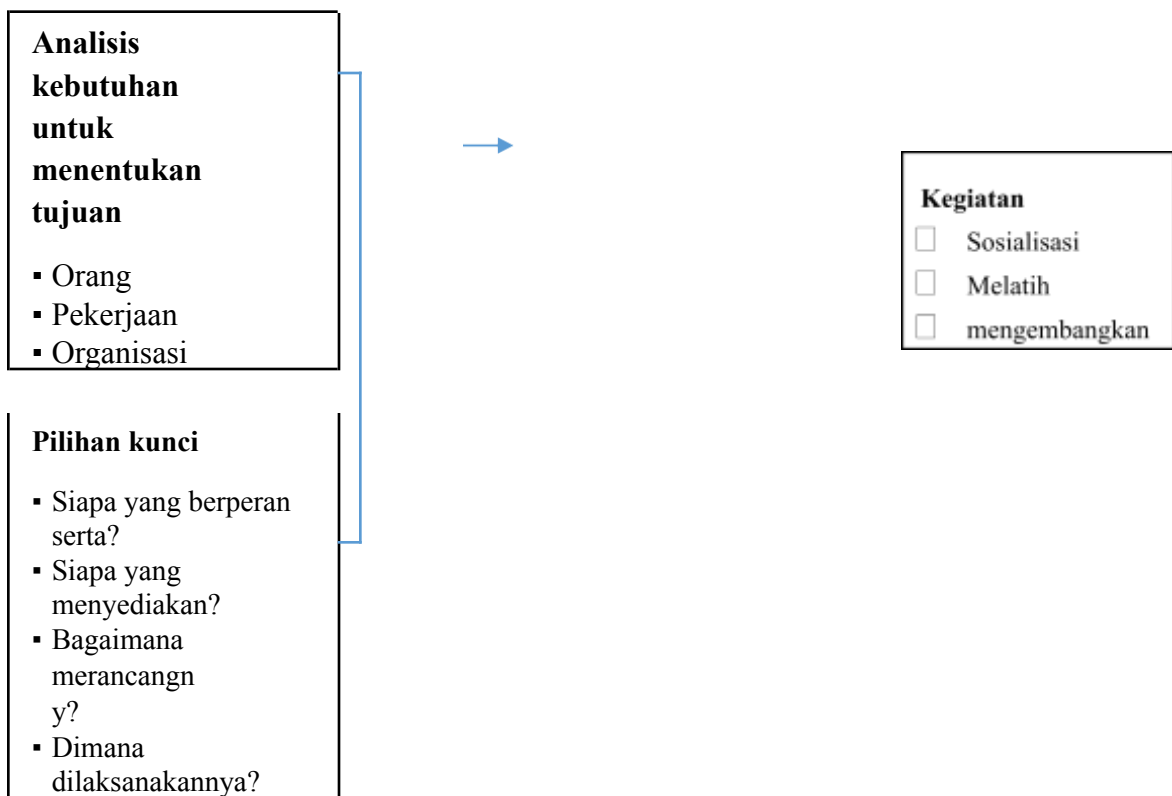 Analisis
kebutuhan
untuk
menentukan
tujuan
▪ Orang
▪ Pekerjaan
▪ Organisasi
Kegiatan
Sosialisasi
Melatih
mengembangkan
Pilihan kunci
▪ Siapa yang berperan
serta?
▪ Siapa yang
menyediakan?
▪ Bagaimana
merancangn
y?
▪ Dimana
dilaksanakannya?